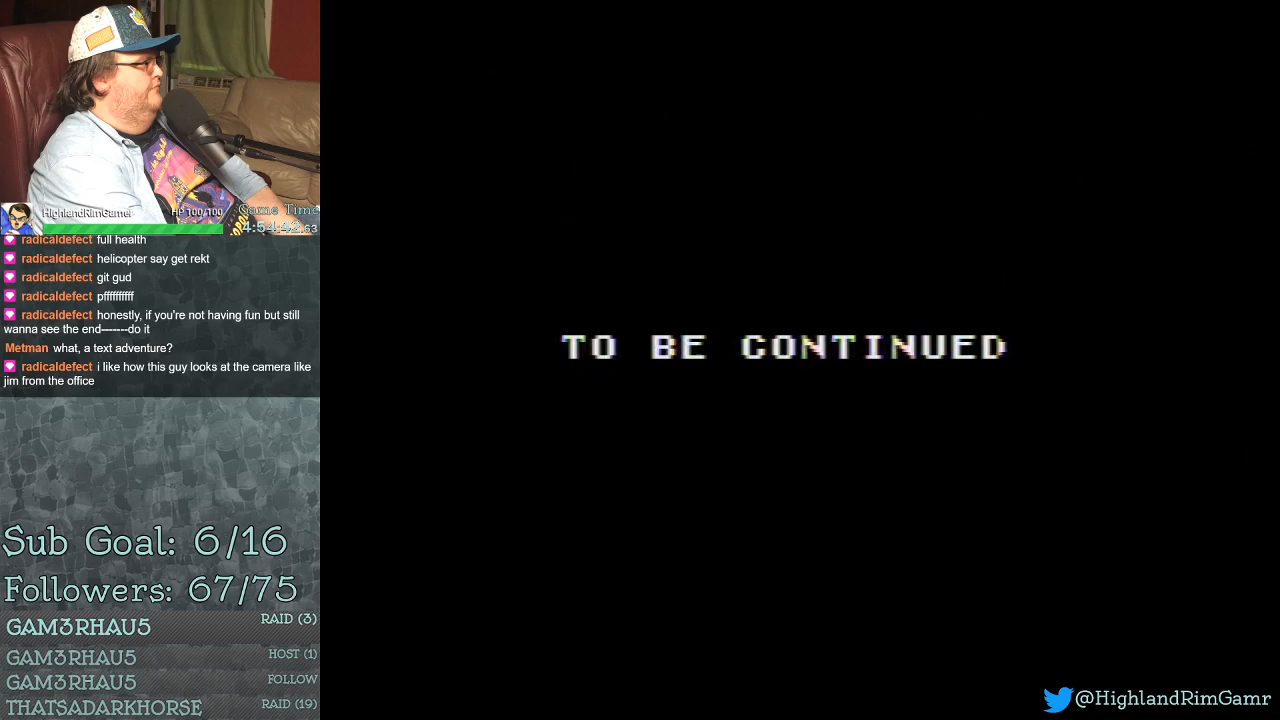 HighlandRimGamer HP 100/100
Game Time
4:54:42.63
radicaldefect full health
radicaldefect helicopter say get rekt
radicaldefect git gud
radicaldefect pffffffffff
radicaldefect honestly, if you're not having fun but still
wanna see the end-------do it
Metman what, a text adventure?
radicaldefect i like how this guy looks at the camera like
jim from the office
TO BE CONTINUED
Sub Goal: 6/16
Followers: 67/75
GAM3RHAU5 RAID (3)
GAM3RHAU5 HOST (1)
GAM3RHAU5 FOLLOW
THATSADARKHORSE RAID (19)
@HighlandRimGamr